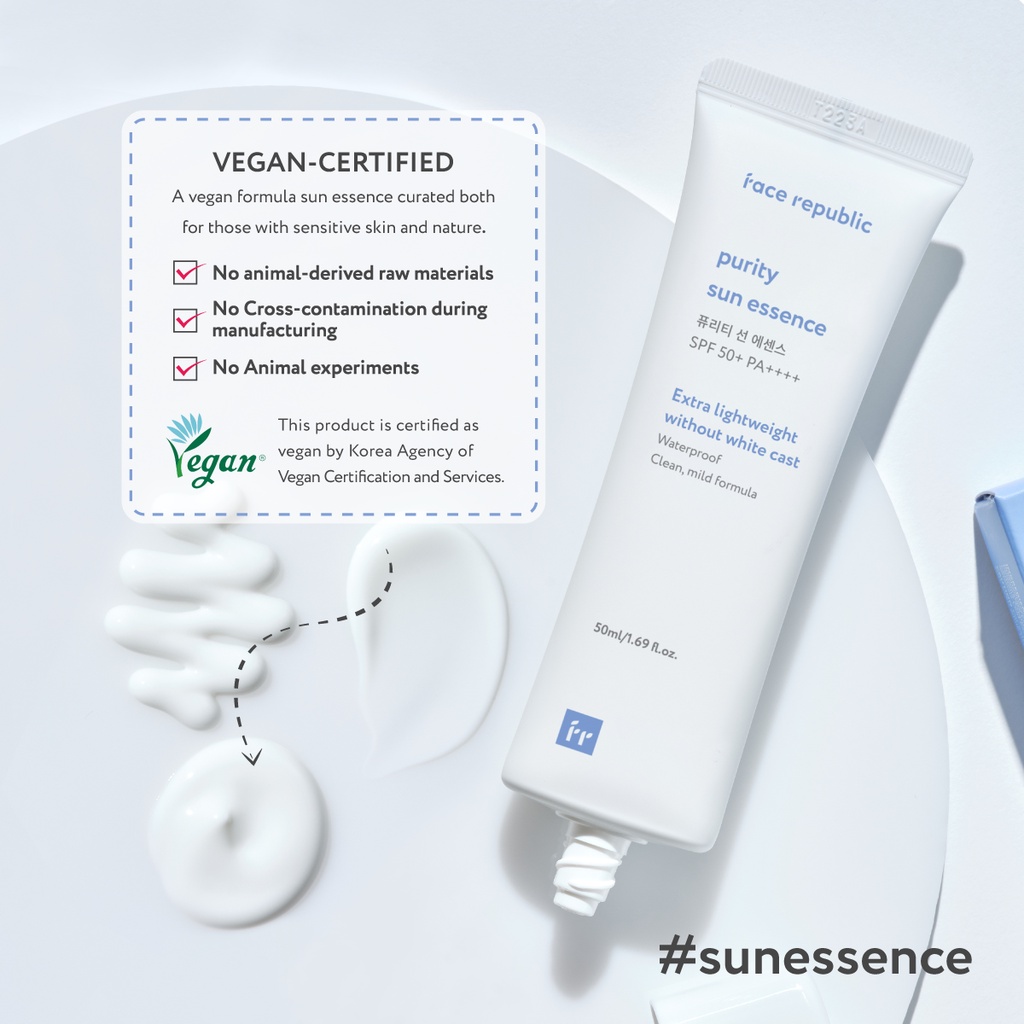 VEGAN-CERTIFIED
A vegan formula sun essence curated both
for those with sensitive skin and nature.
No animal-derived raw materials
No Cross-contamination during
manufacturing
No Animal experiments
Vegan®
This product is certified as
vegan by Korea Agency of
Vegan Certification and Services.
T223A
face republic
purity
sun essence
퓨리티 선 에센스
SPF 50+ PA++++
Extra lightweight
without white cast
Waterproof
Clean, mild formula
50ml/1.69 fl.oz.
fr
#sunessence